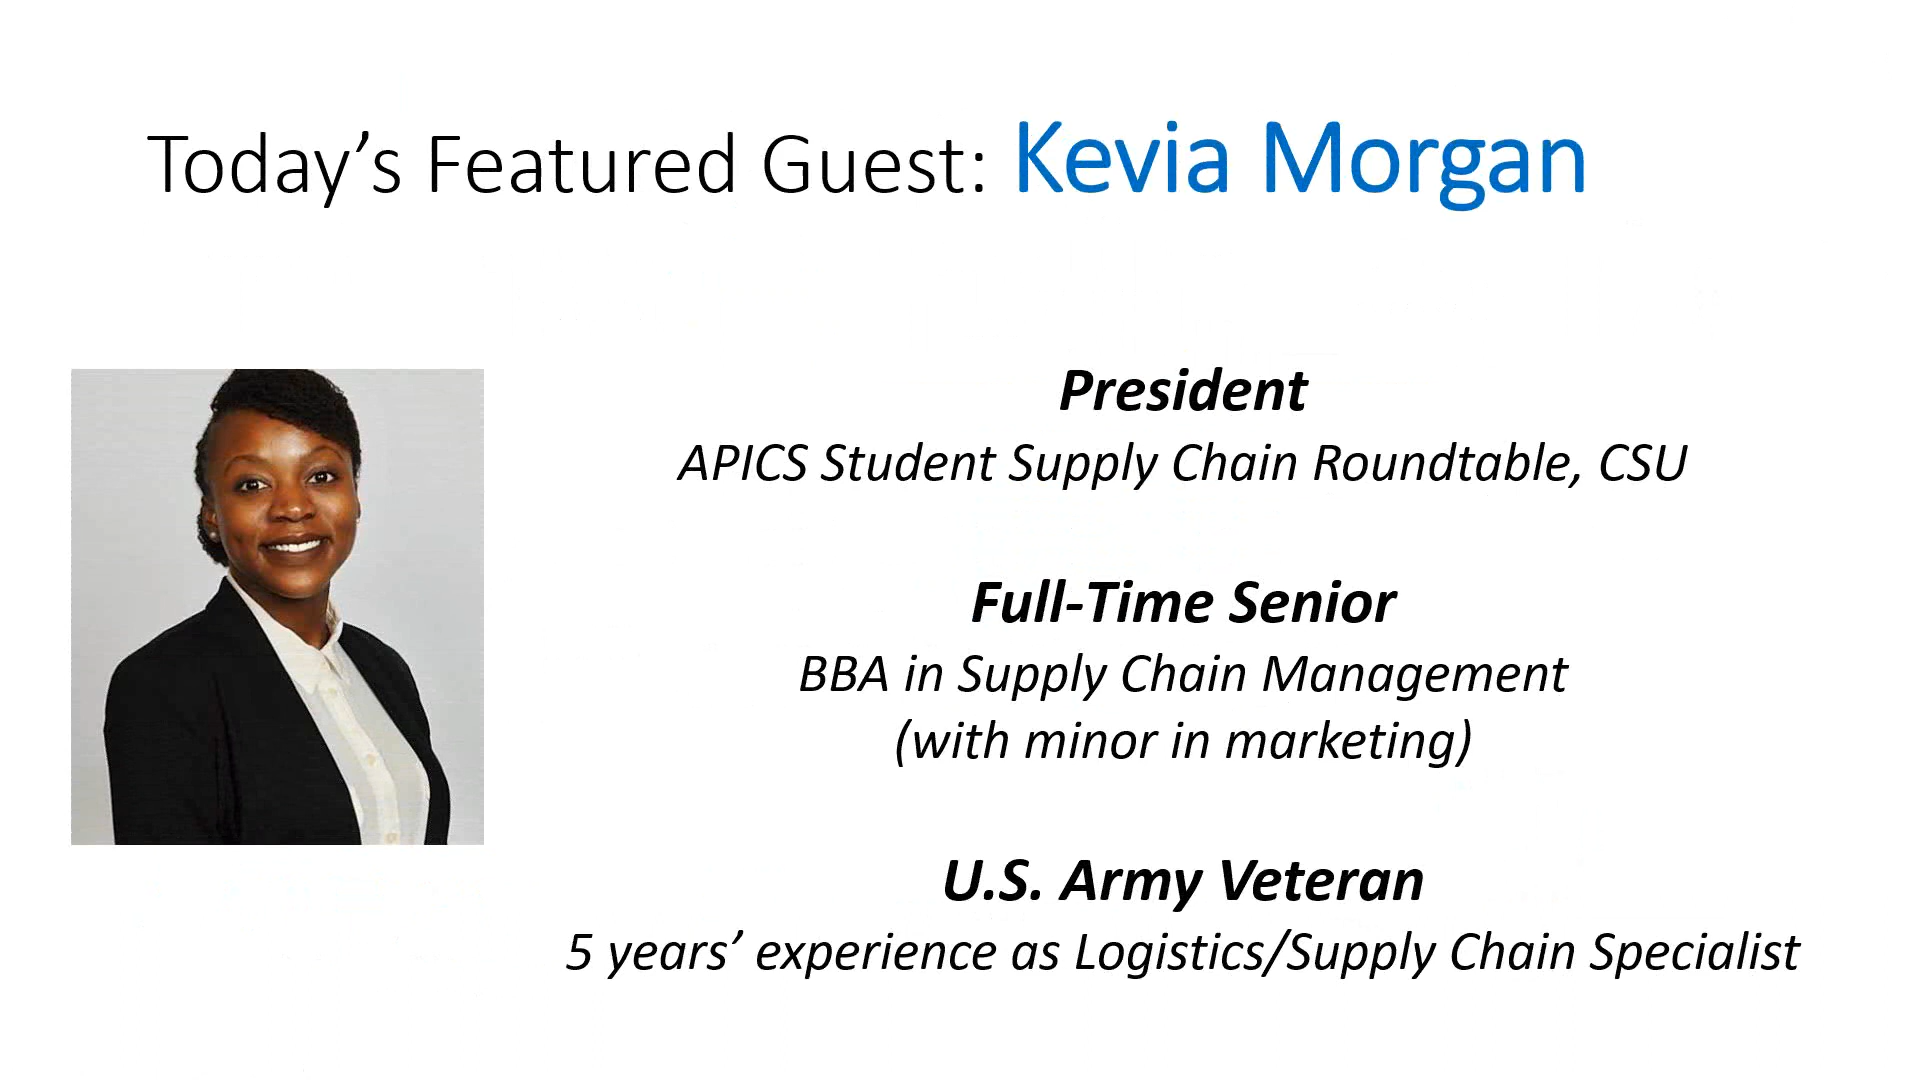 Today’s Featured Guest: Kevia Morgan
President
APICS Student Supply Chain Roundtable, CSU
Full-Time Senior
BBA in Supply Chain Management
(with minor in marketing)
U.S. Army Veteran
5 years’ experience as Logistics/Supply Chain Specialist